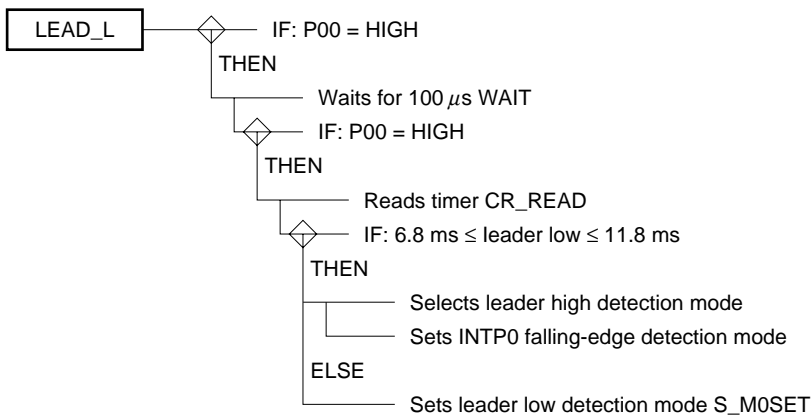 LEAD_L
IF: P00 = HIGH
THEN
Waits for 100 μs WAIT
IF: P00 = HIGH
THEN
Reads timer CR_READ
IF: 6.8 ms ≤ leader low ≤ 11.8 ms
THEN
Selects leader high detection mode
Sets INTP0 falling-edge detection mode
ELSE
Sets leader low detection mode S_M0SET